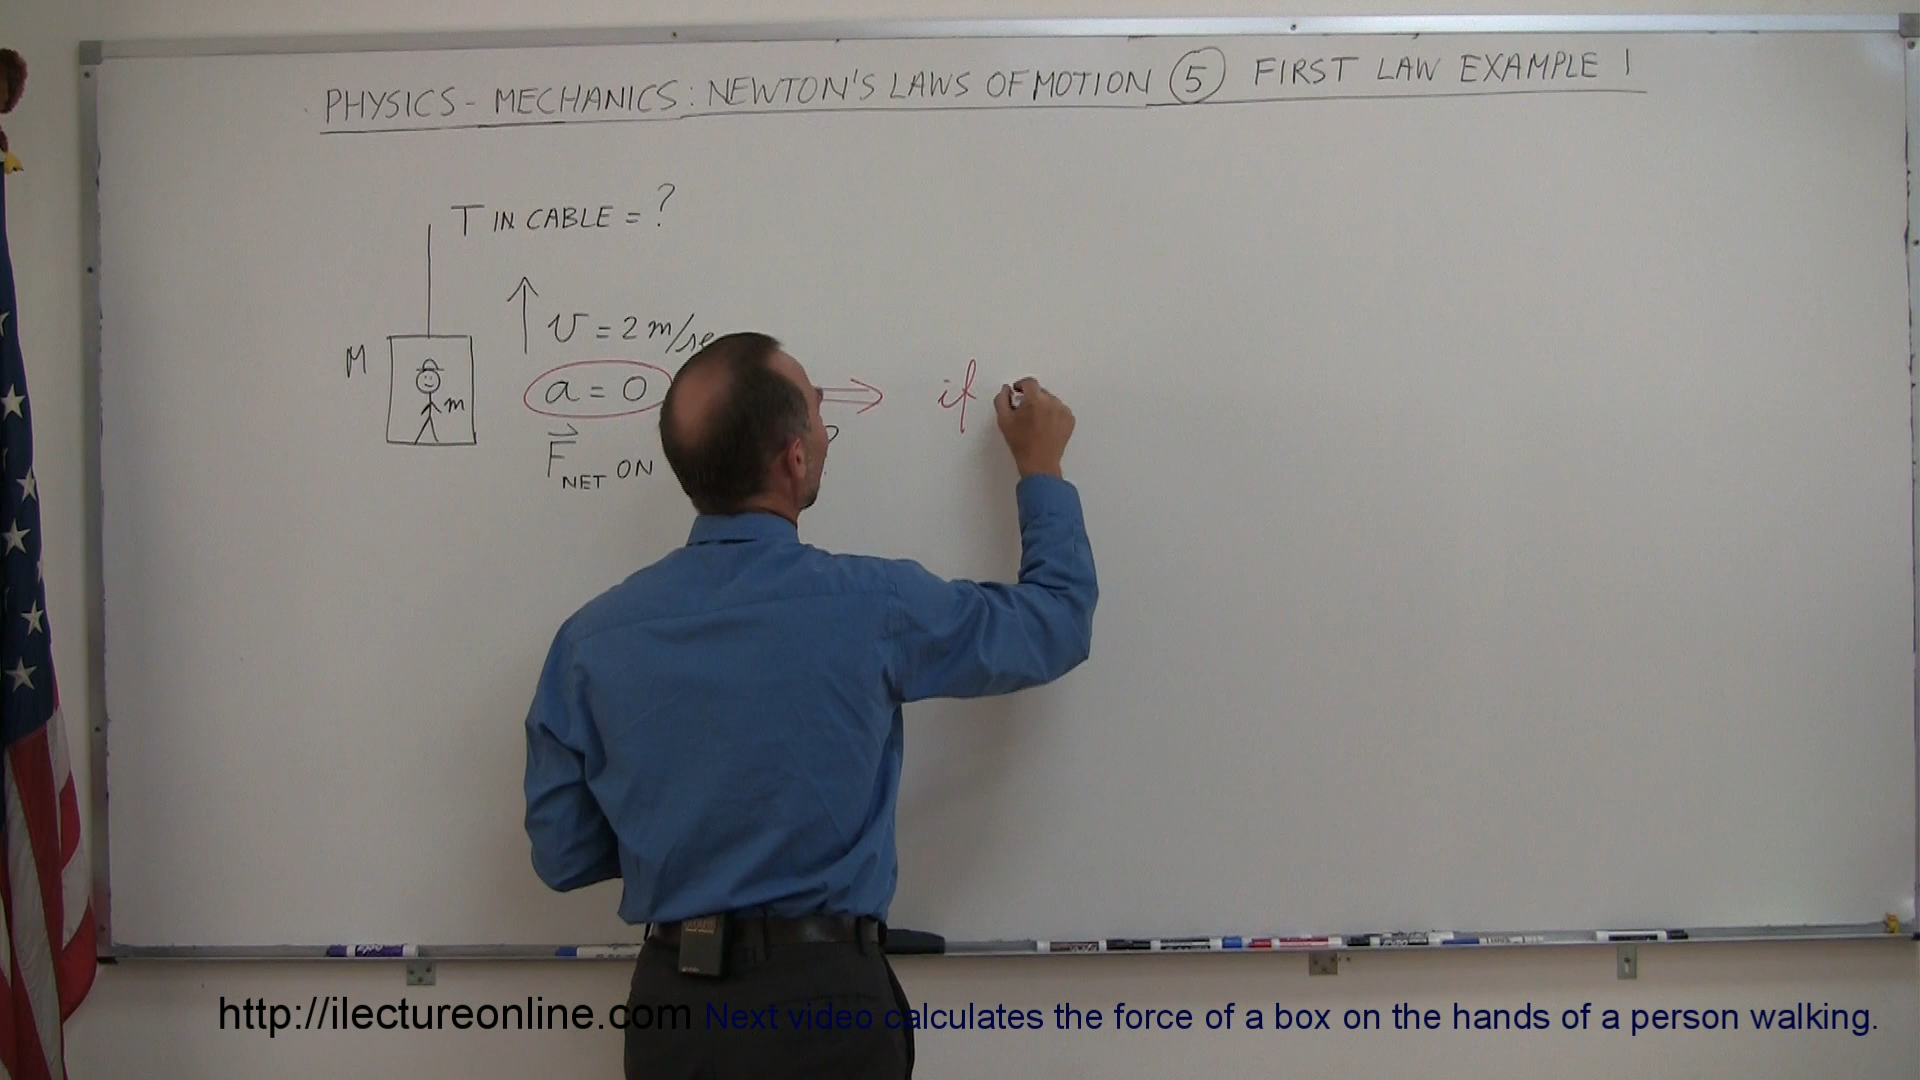 PHYSICS - MECHANICS: NEWTON'S LAWS OF MOTION 5 FIRST LAW EXAMPLE 1
T IN CABLE = ?
v = 2 m/se
M
m
a = 0
if
F NET ON
?
http://ilectureonline.com Next video calculates the force of a box on the hands of a person walking.